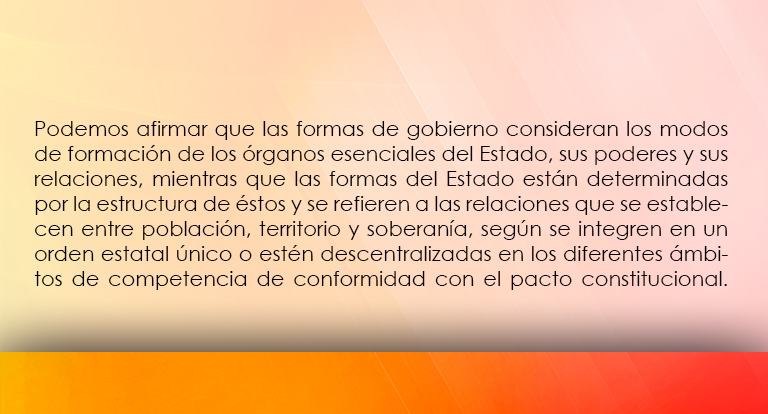 Podemos afirmar que las formas de gobierno consideran los modos
de formación de los órganos esenciales del Estado, sus poderes y sus
relaciones, mientras que las formas del Estado están determinadas
por la estructura de éstos y se refieren a las relaciones que se estable-
cen entre población, territorio y soberanía, según se integren en un
orden estatal único o estén descentralizadas en los diferentes ámbi-
tos de competencia de conformidad con el pacto constitucional.